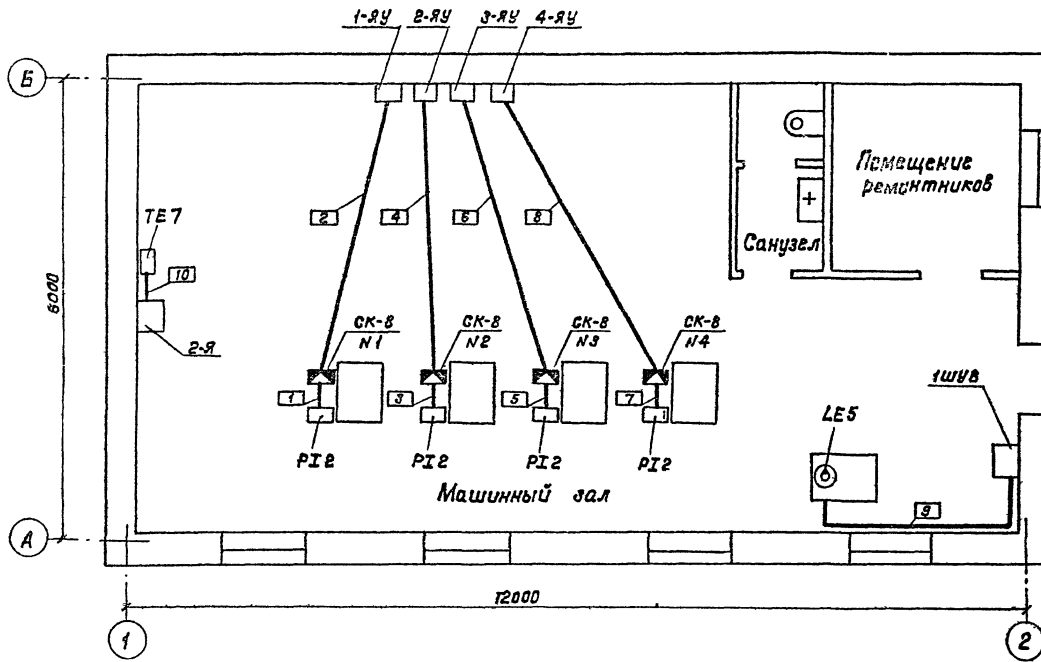 1-ЯУ 2-ЯУ 3-ЯУ 4-ЯУ
Б
Помещение
ремонтников
2 4 6 8
Санузел
TE7
10
6000
2-Я
СК-8
N1
СК-8
N2
СК-8
N3
СК-8
N4
1ШУВ
1 3 5 7
LE5
PI2 PI2 PI2 PI2
Машинный зал
9
А
12000
1 2